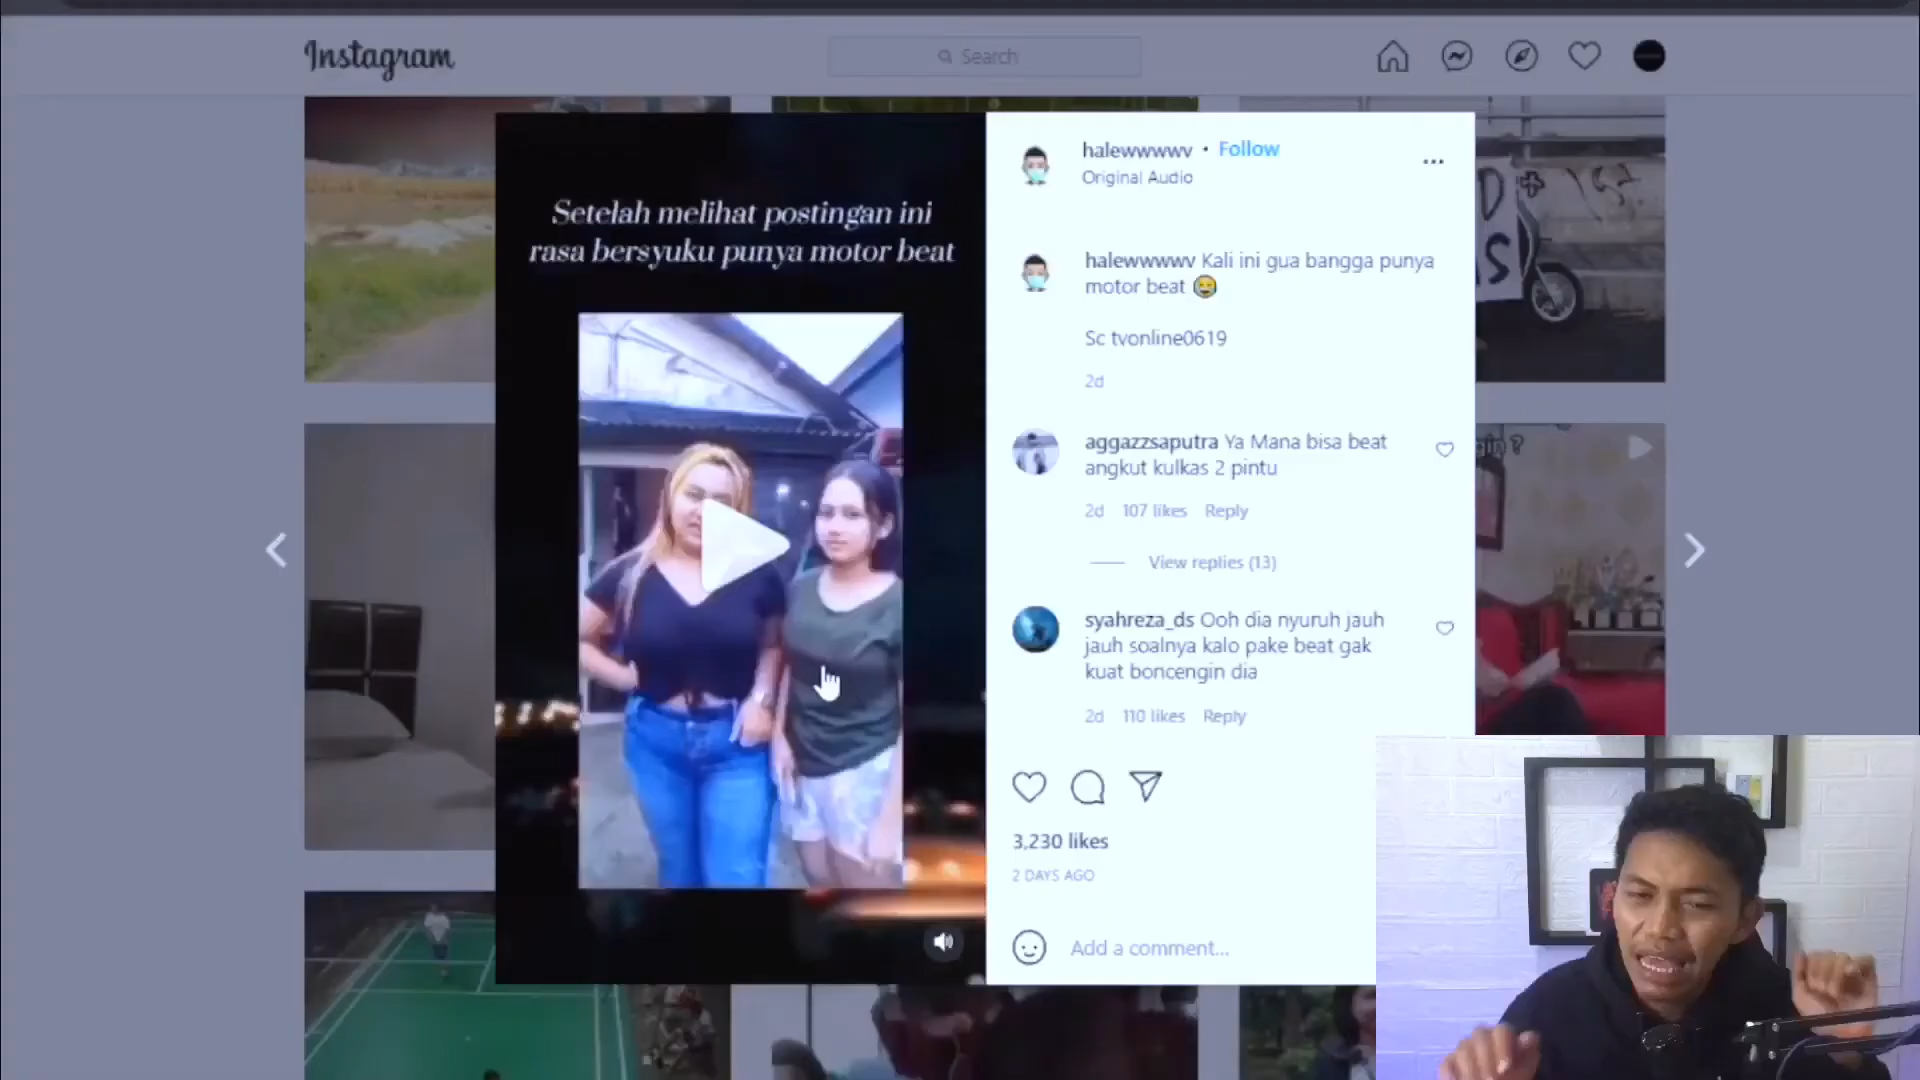 Instagram
Search
Setelah melihat postingan ini
rasa bersyuku punya motor beat
halewwwwv • Follow
Original Audio
halewwwwv Kali ini gua bangga punya
motor beat 😂
Sc tvonline0619
2d
aggazzsaputra Ya Mana bisa beat
angkut kulkas 2 pintu
2d 107 likes Reply
View replies (13)
syahreza_ds Ooh dia nyuruh jauh
jauh soalnya kalo pake beat gak
kuat boncengin dia
2d 110 likes Reply
3,230 likes
2 DAYS AGO
Add a comment...